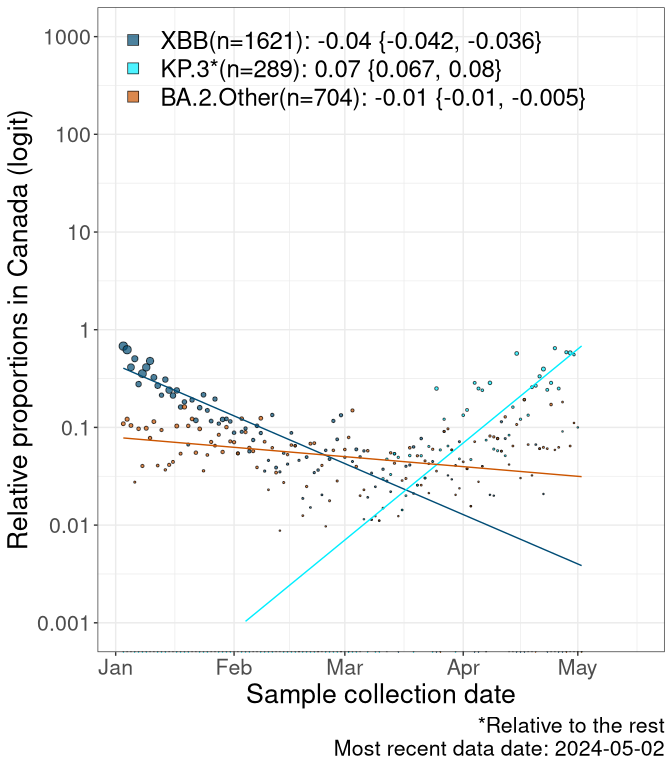 XBB(n=1621): -0.04 {-0.042, -0.036}
KP.3*(n=289): 0.07 {0.067, 0.08}
BA.2.Other(n=704): -0.01 {-0.01, -0.005}
Relative proportions in Canada (logit)
1000
100
10
1
0.1
0.01
0.001
Jan Feb Mar Apr May
Sample collection date
*Relative to the rest
Most recent data date: 2024-05-02